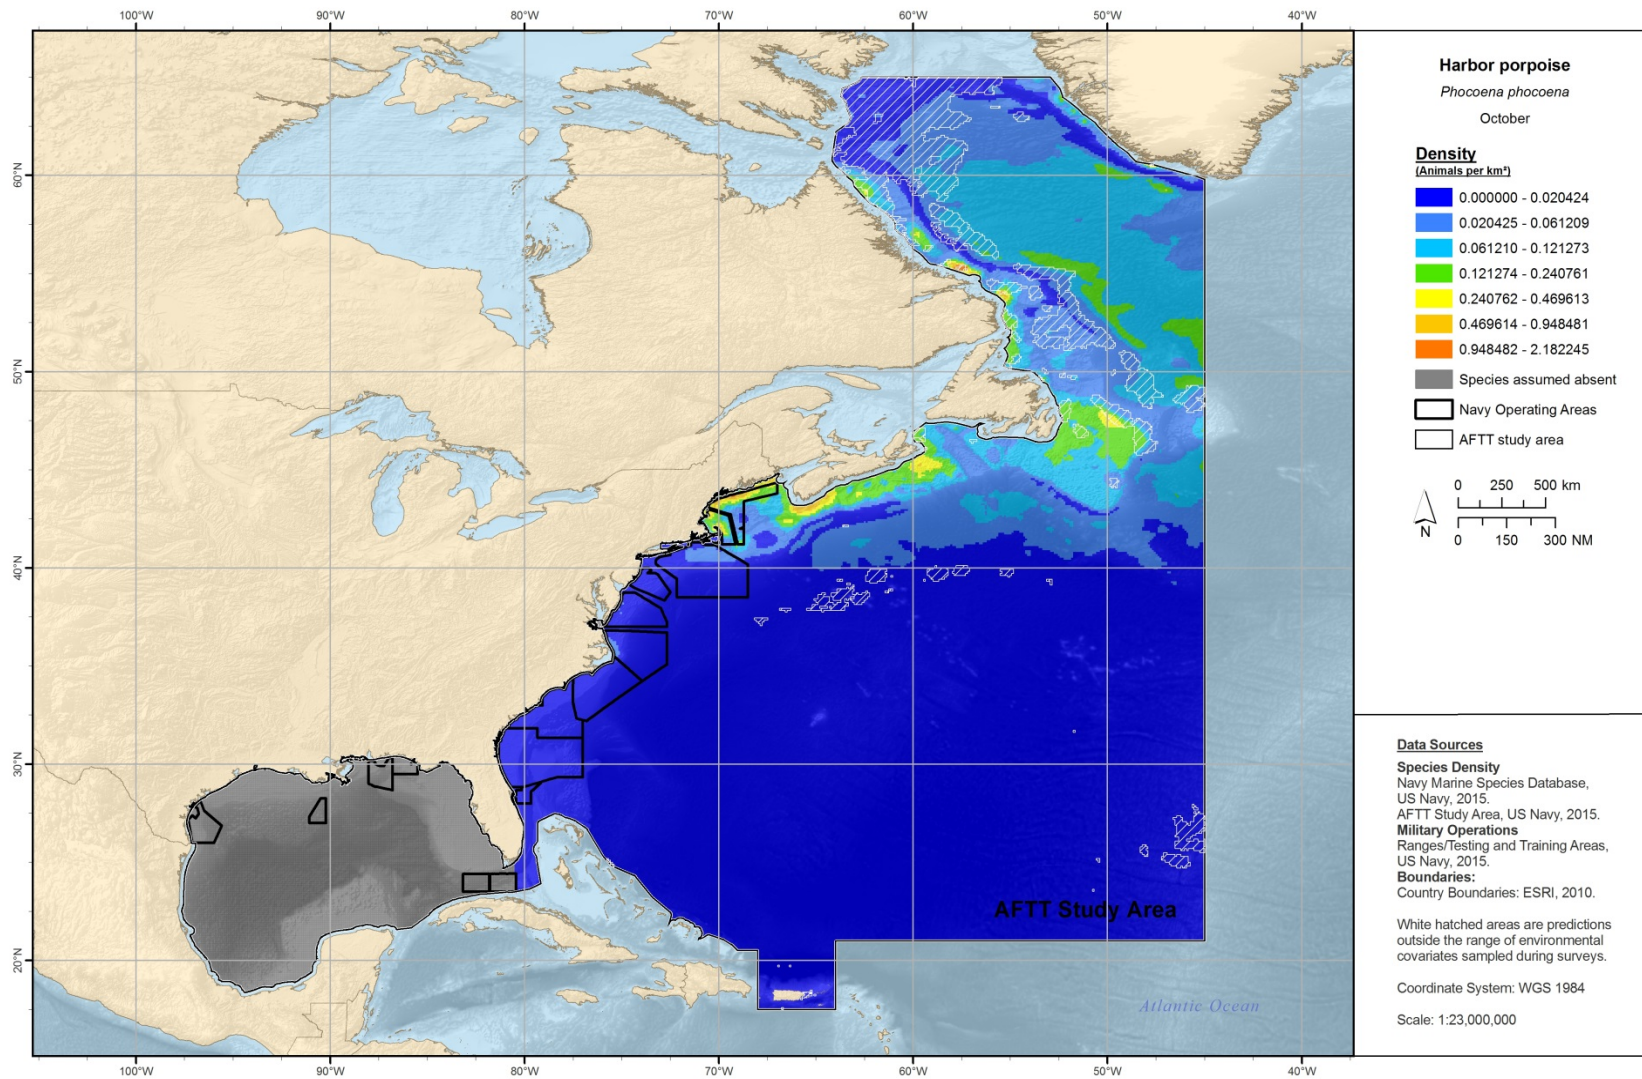 100°W
90°W
80°W
70°W
60°W
50°W
40°W
60°N
50°N
40°N
30°N
20°N
AFTT Study Area
Atlantic Ocean
100°W
90°W
80°W
70°W
60°W
50°W
40°W
Harbor porpoise
Phocoena phocoena
October
Density
(Animals per km²)
0.000000 - 0.020424
0.020425 - 0.061209
0.061210 - 0.121273
0.121274 - 0.240761
0.240762 - 0.469613
0.469614 - 0.948481
0.948482 - 2.182245
Species assumed absent
Navy Operating Areas
AFTT study area
N
0 250 500 km
0 150 300 NM
Data Sources
Species Density
Navy Marine Species Database,
US Navy, 2015.
AFTT Study Area, US Navy, 2015.
Military Operations
Ranges/Testing and Training Areas,
US Navy, 2015.
Boundaries:
Country Boundaries: ESRI, 2010.
White hatched areas are predictions
outside the range of environmental
covariates sampled during surveys.
Coordinate System: WGS 1984
Scale: 1:23,000,000